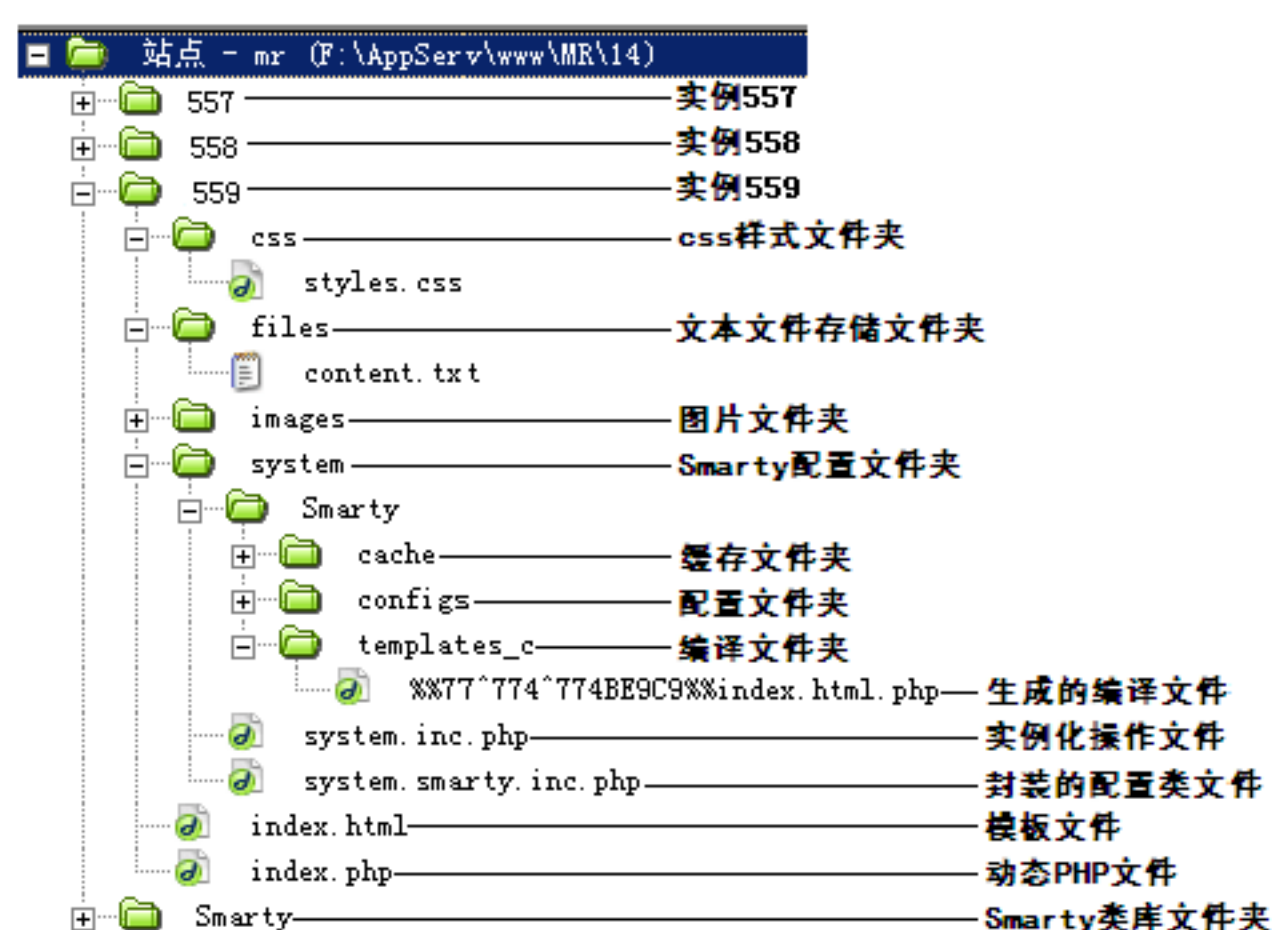 站点 - mr (F:\AppServ\www\MR\14)
557 实例557
558 实例558
559 实例559
css css样式文件夹
styles.css
files 文本文件存储文件夹
content.txt
images 图片文件夹
system Smarty配置文件夹
Smarty
cache 缓存文件夹
configs 配置文件夹
templates_c 编译文件夹
%%77^774^774BE9C9%%index.html.php 生成的编译文件
system.inc.php 实例化操作文件
system.smarty.inc.php 封装的配置类文件
index.html 模板文件
index.php 动态PHP文件
Smarty Smarty类库文件夹